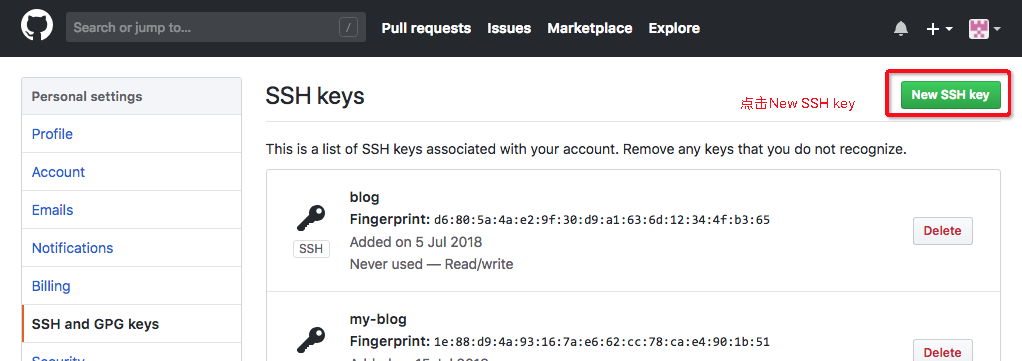 Search or jump to...
/
Pull requests Issues Marketplace Explore
Personal settings
Profile
Account
Emails
Notifications
Billing
SSH and GPG keys
Security
SSH keys
点击New SSH key
New SSH key
This is a list of SSH keys associated with your account. Remove any keys that you do not recognize.
SSH
blog
Fingerprint: d6:80:5a:4a:e2:9f:30:d9:a1:63:6d:12:34:4f:b3:65
Added on 5 Jul 2018
Never used — Read/write
Delete
my-blog
Fingerprint: 1e:88:d9:4a:93:16:7a:e6:62:cc:78:ca:e4:90:1b:51
Added on 15 Jul 2018
Delete